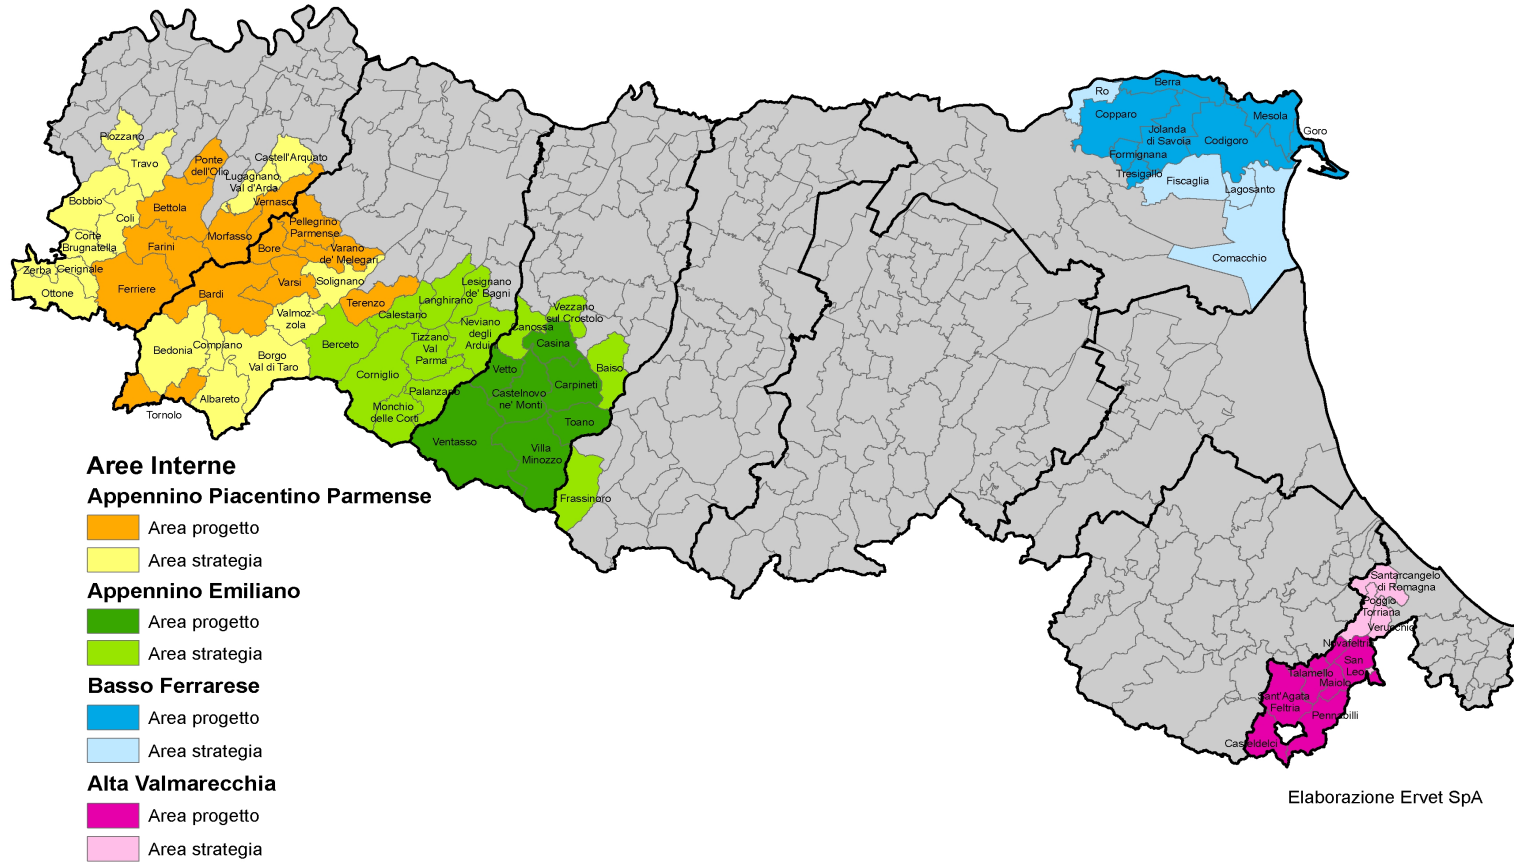 Piozzano
Travo
Ponte
dell'Olio
Castell'Arquato
Lugagnano
Val d'Arda
Vernasca
Bobbio
Coli
Bettola
Corte
Brugnatella
Farini
Morfasso
Pellegrino
Parmense
Bore
Varano
de' Melegari
Zerba
Cerignale
Ottone
Ferriere
Bardi
Varsi
Solignano
Terenzo
Valmoz-
zola
Bedonia
Compiano
Borgo
Val di Taro
Tornolo
Albareto
Lesignano
de' Bagni
Langhirano
Calestano
Berceto
Neviano
degli
Arduini
Tizzano
Val
Parma
Corniglio
Palanzano
Monchio
delle Corti
Vezzano
sul Crostolo
Canossa
Casina
Baiso
Vetto
Carpineti
Castelnovo
ne' Monti
Toano
Ventasso
Villa
Minozzo
Frassinoro
Ro
Berra
Copparo
Mesola
Goro
Jolanda
di Savoia
Codigoro
Formignana
Tresigallo
Fiscaglia
Lagosanto
Comacchio
Santarcangelo
di Romagna
Poggio
Torriana
Verucchio
Novafeltria
San
Leo
Talamello
Maiolo
Sant'Agata
Feltria
Pennabilli
Casteldelci
Aree Interne
Appennino Piacentino Parmense
Area progetto
Area strategia
Appennino Emiliano
Area progetto
Area strategia
Basso Ferrarese
Area progetto
Area strategia
Alta Valmarecchia
Area progetto
Area strategia
Elaborazione Ervet SpA